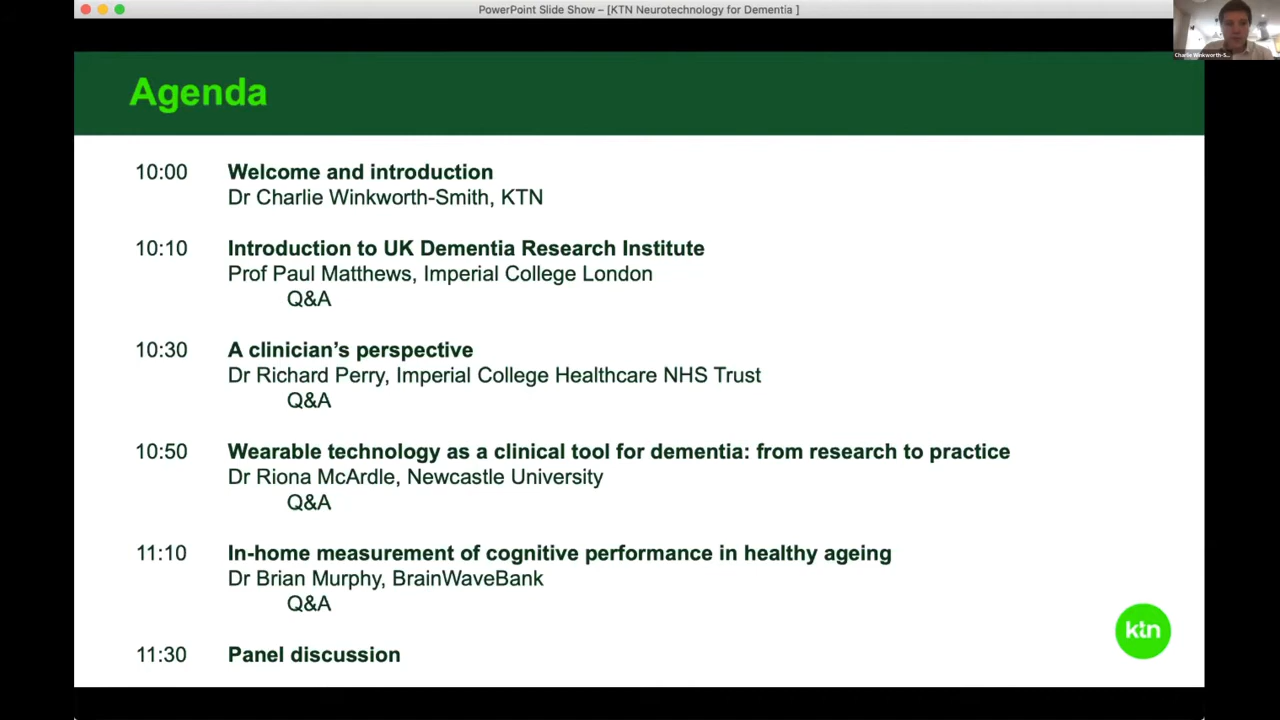 PowerPoint Slide Show – [KTN Neurotechnology for Dementia ]
Charlie Winkworth-S...
Agenda
10:00 Welcome and introduction
Dr Charlie Winkworth-Smith, KTN
10:10 Introduction to UK Dementia Research Institute
Prof Paul Matthews, Imperial College London
Q&A
10:30 A clinician’s perspective
Dr Richard Perry, Imperial College Healthcare NHS Trust
Q&A
10:50 Wearable technology as a clinical tool for dementia: from research to practice
Dr Riona McArdle, Newcastle University
Q&A
11:10 In-home measurement of cognitive performance in healthy ageing
Dr Brian Murphy, BrainWaveBank
Q&A
11:30 Panel discussion
ktn